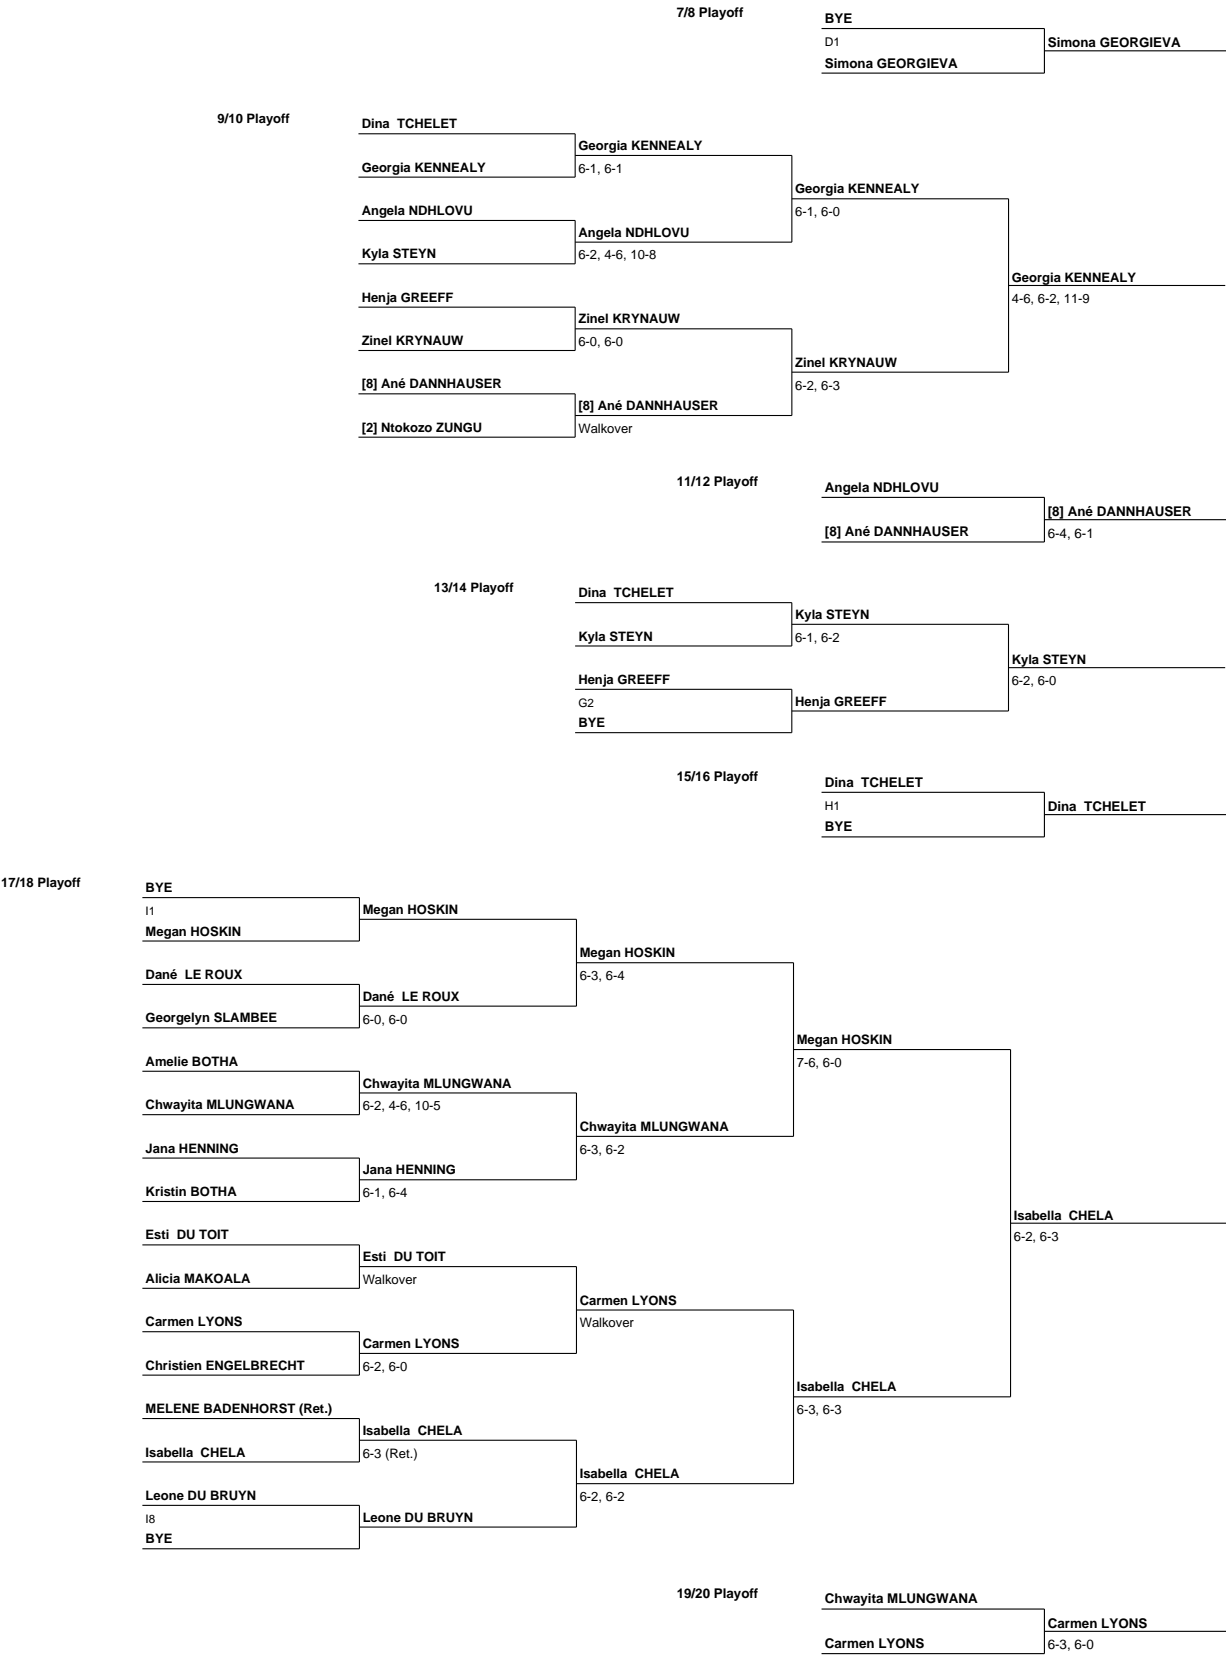 7/8 Playoff
BYE
D1
Simona GEORGIEVA
Simona GEORGIEVA
9/10 Playoff
Dina TCHELET
Georgia KENNEALY
Georgia KENNEALY
6-1, 6-1
Georgia KENNEALY
6-1, 6-0
Angela NDHLOVU
Angela NDHLOVU
Kyla STEYN
6-2, 4-6, 10-8
Georgia KENNEALY
4-6, 6-2, 11-9
Henja GREEFF
Zinel KRYNAUW
Zinel KRYNAUW
6-0, 6-0
Zinel KRYNAUW
6-2, 6-3
[8] Ané DANNHAUSER
[8] Ané DANNHAUSER
[2] Ntokozo ZUNGU
Walkover
11/12 Playoff
Angela NDHLOVU
[8] Ané DANNHAUSER
[8] Ané DANNHAUSER
6-4, 6-1
13/14 Playoff
Dina TCHELET
Kyla STEYN
Kyla STEYN
6-1, 6-2
Kyla STEYN
6-2, 6-0
Henja GREEFF
G2
Henja GREEFF
BYE
15/16 Playoff
Dina TCHELET
H1
Dina TCHELET
BYE
17/18 Playoff
BYE
I1
Megan HOSKIN
Megan HOSKIN
Megan HOSKIN
6-3, 6-4
Dané LE ROUX
Dané LE ROUX
Georgelyn SLAMBEE
6-0, 6-0
Megan HOSKIN
7-6, 6-0
Amelie BOTHA
Chwayita MLUNGWANA
Chwayita MLUNGWANA
6-2, 4-6, 10-5
Chwayita MLUNGWANA
6-3, 6-2
Jana HENNING
Jana HENNING
Kristin BOTHA
6-1, 6-4
Isabella CHELA
6-2, 6-3
Esti DU TOIT
Esti DU TOIT
Alicia MAKOALA
Walkover
Carmen LYONS
Walkover
Carmen LYONS
Carmen LYONS
Christien ENGELBRECHT
6-2, 6-0
Isabella CHELA
6-3, 6-3
MELENE BADENHORST (Ret.)
Isabella CHELA
Isabella CHELA
6-3 (Ret.)
Isabella CHELA
6-2, 6-2
Leone DU BRUYN
I8
Leone DU BRUYN
BYE
19/20 Playoff
Chwayita MLUNGWANA
Carmen LYONS
Carmen LYONS
6-3, 6-0